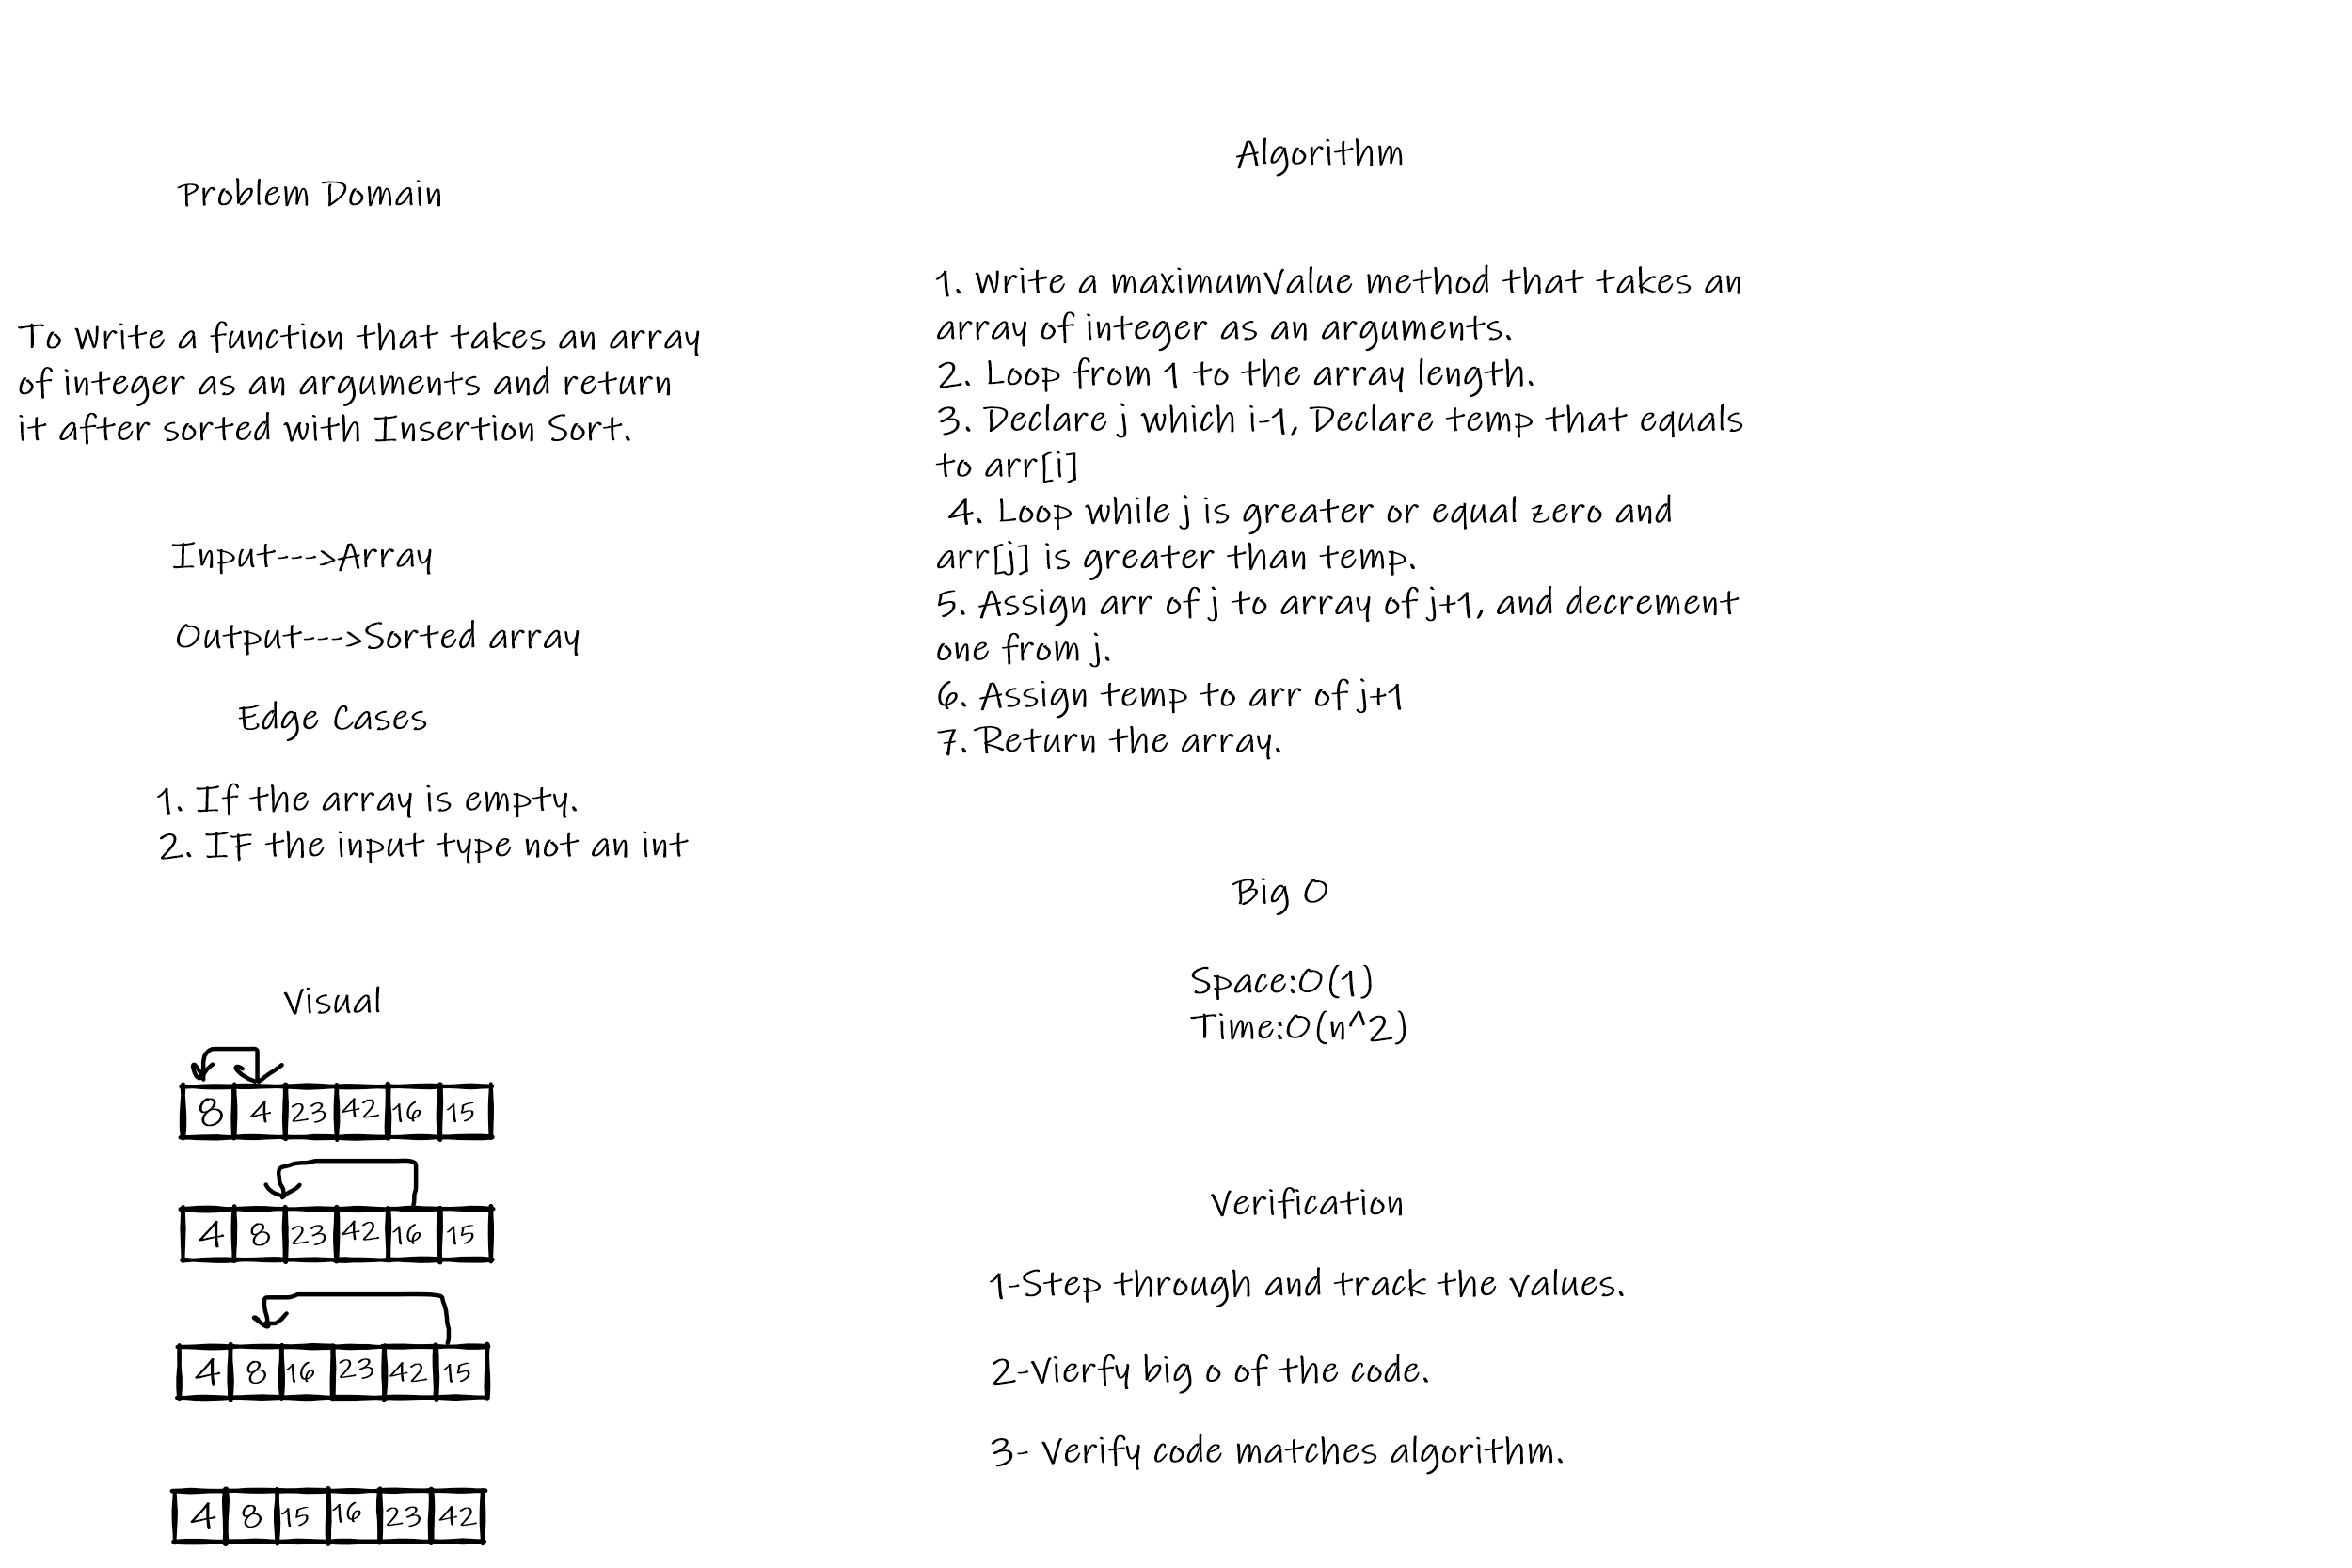 Problem Domain
To Write a function that takes an array
of integer as an arguments and return
it after sorted with Insertion Sort.
Input--->Array
Output--->Sorted array
Edge Cases
1. If the array is empty.
2. IF the input type not an int
Visual
8 4 23 42 16 15
4 8 23 42 16 15
4 8 16 23 42 15
4 8 15 16 23 42
Algorithm
1. Write a maximumValue method that takes an
array of integer as an arguments.
2. Loop from 1 to the array length.
3. Declare j which i-1, Declare temp that equals
to arr[i]
4. Loop while j is greater or equal zero and
arr[j] is greater than temp.
5. Assign arr of j to array of j+1, and decrement
one from j.
6. Assign temp to arr of j+1
7. Return the array.
Big O
Space:O(1)
Time:O(n^2)
Verification
1-Step through and track the values.
2-Vierfy big o of the code.
3- Verify code matches algorithm.